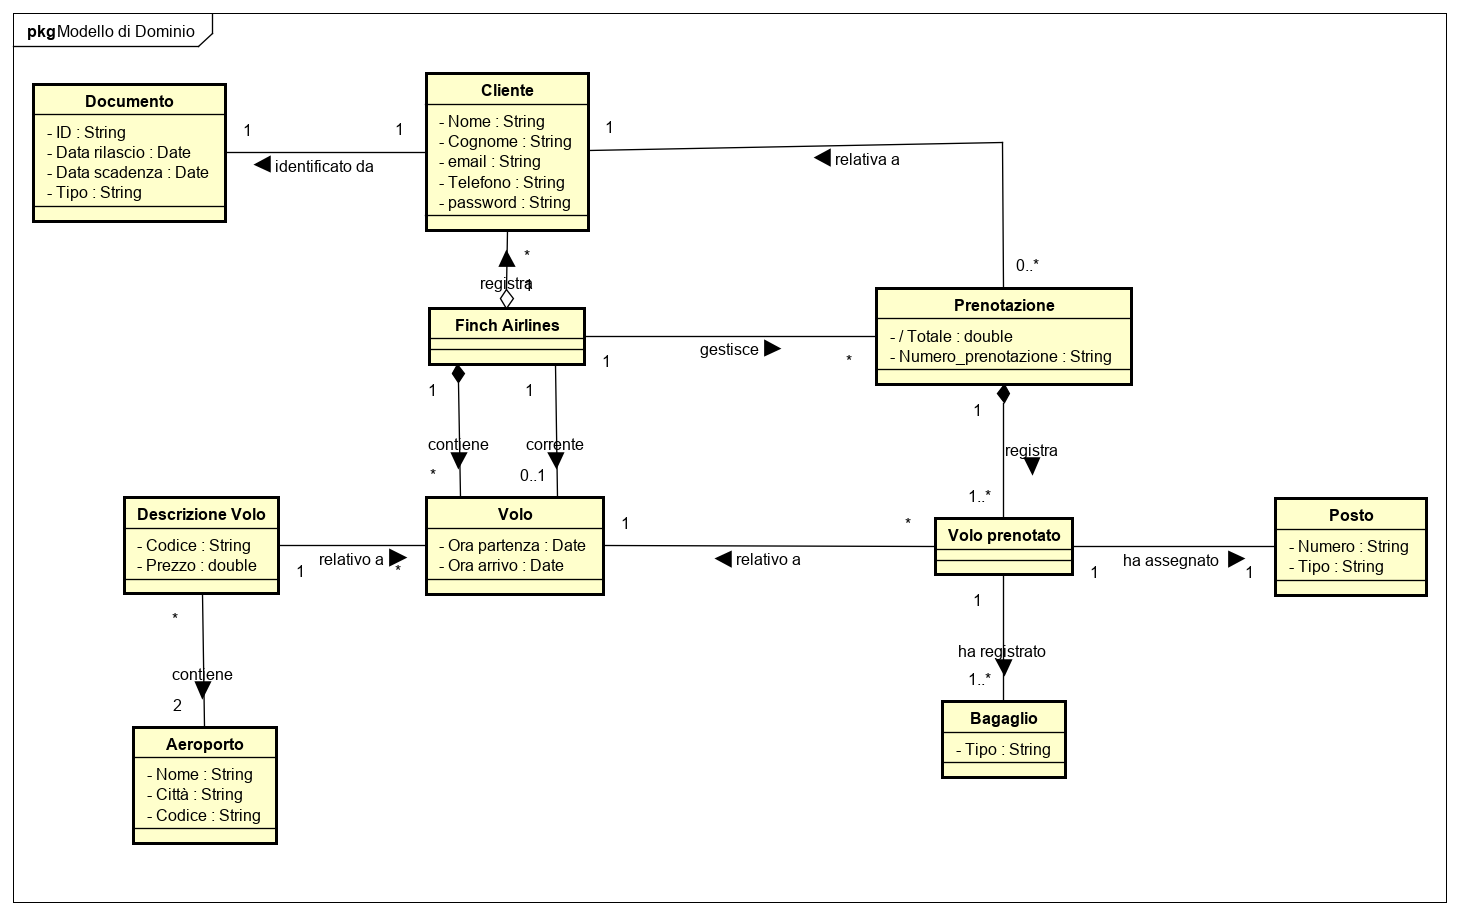 pkg Modello di Dominio
Documento
- ID : String
- Data rilascio : Date
- Data scadenza : Date
- Tipo : String
1
1
identificato da
Cliente
- Nome : String
- Cognome : String
- email : String
- Telefono : String
- password : String
1
relativa a
0..*
*
registra
1
Finch Airlines
1
gestisce
*
Prenotazione
- / Totale : double
- Numero_prenotazione : String
1
contiene
*
1
corrente
0..1
1
registra
1..*
Descrizione Volo
- Codice : String
- Prezzo : double
1
relativo a
*
Volo
- Ora partenza : Date
- Ora arrivo : Date
1
relativo a
*
Volo prenotato
1
ha assegnato
1
Posto
- Numero : String
- Tipo : String
*
contiene
2
1
ha registrato
1..*
Aeroporto
- Nome : String
- Città : String
- Codice : String
Bagaglio
- Tipo : String